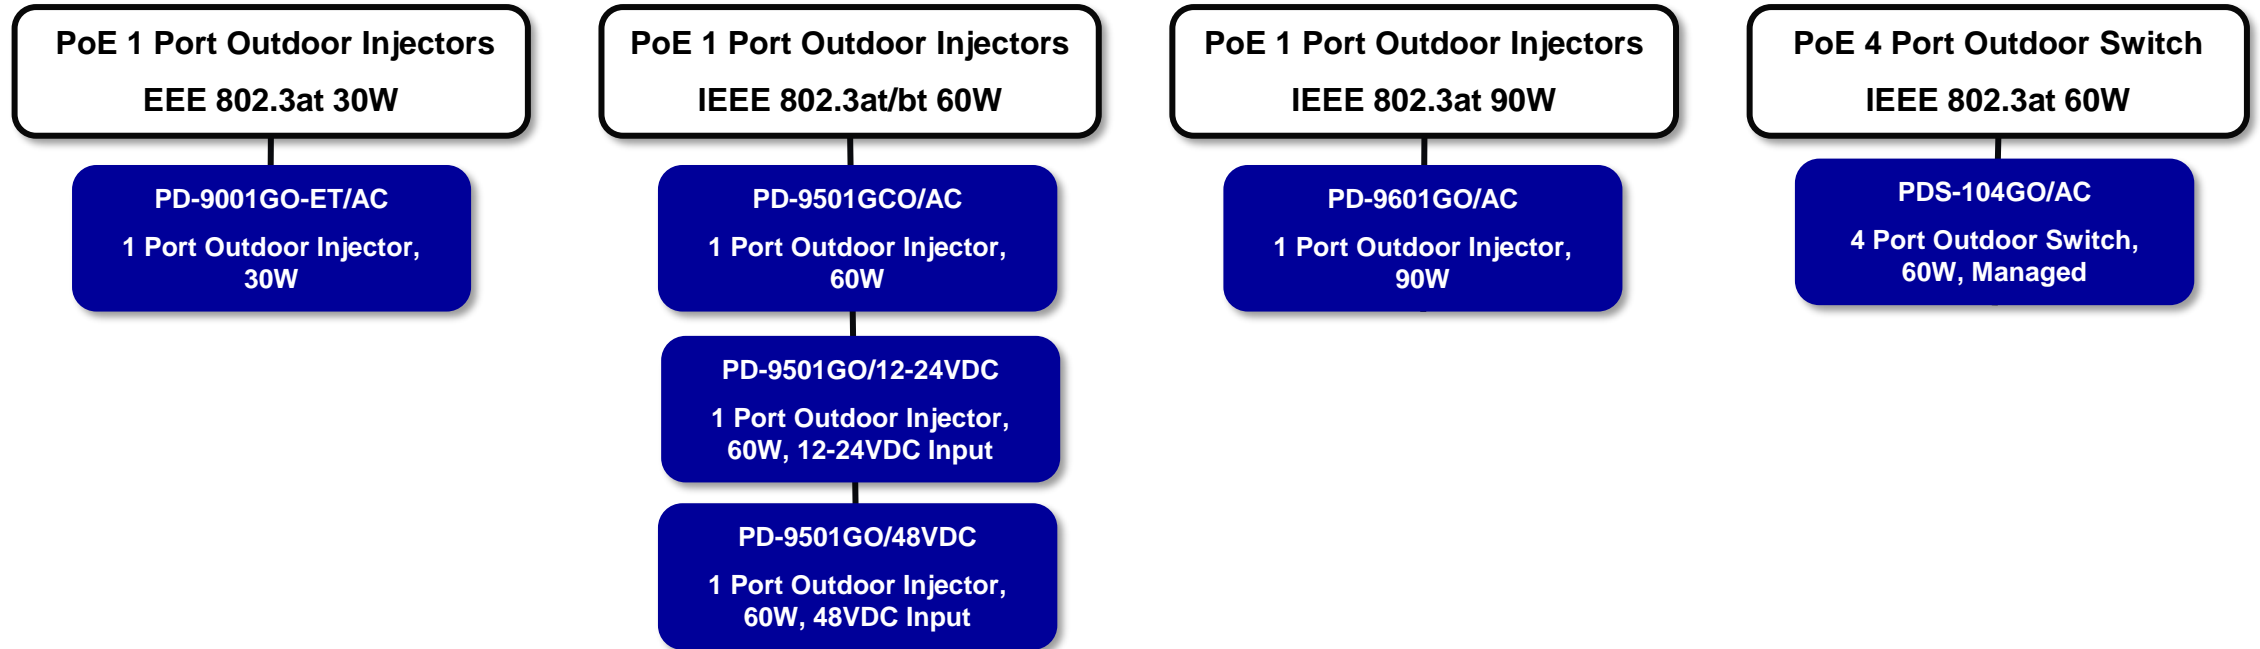 PoE 1 Port Outdoor Injectors
EEE 802.3at 30W
PD-9001GO-ET/AC
1 Port Outdoor Injector,
30W
PoE 1 Port Outdoor Injectors
IEEE 802.3at/bt 60W
PD-9501GCO/AC
1 Port Outdoor Injector,
60W
PD-9501GO/12-24VDC
1 Port Outdoor Injector,
60W, 12-24VDC Input
PD-9501GO/48VDC
1 Port Outdoor Injector,
60W, 48VDC Input
PoE 1 Port Outdoor Injectors
IEEE 802.3at 90W
PD-9601GO/AC
1 Port Outdoor Injector,
90W
PoE 4 Port Outdoor Switch
IEEE 802.3at 60W
PDS-104GO/AC
4 Port Outdoor Switch,
60W, Managed